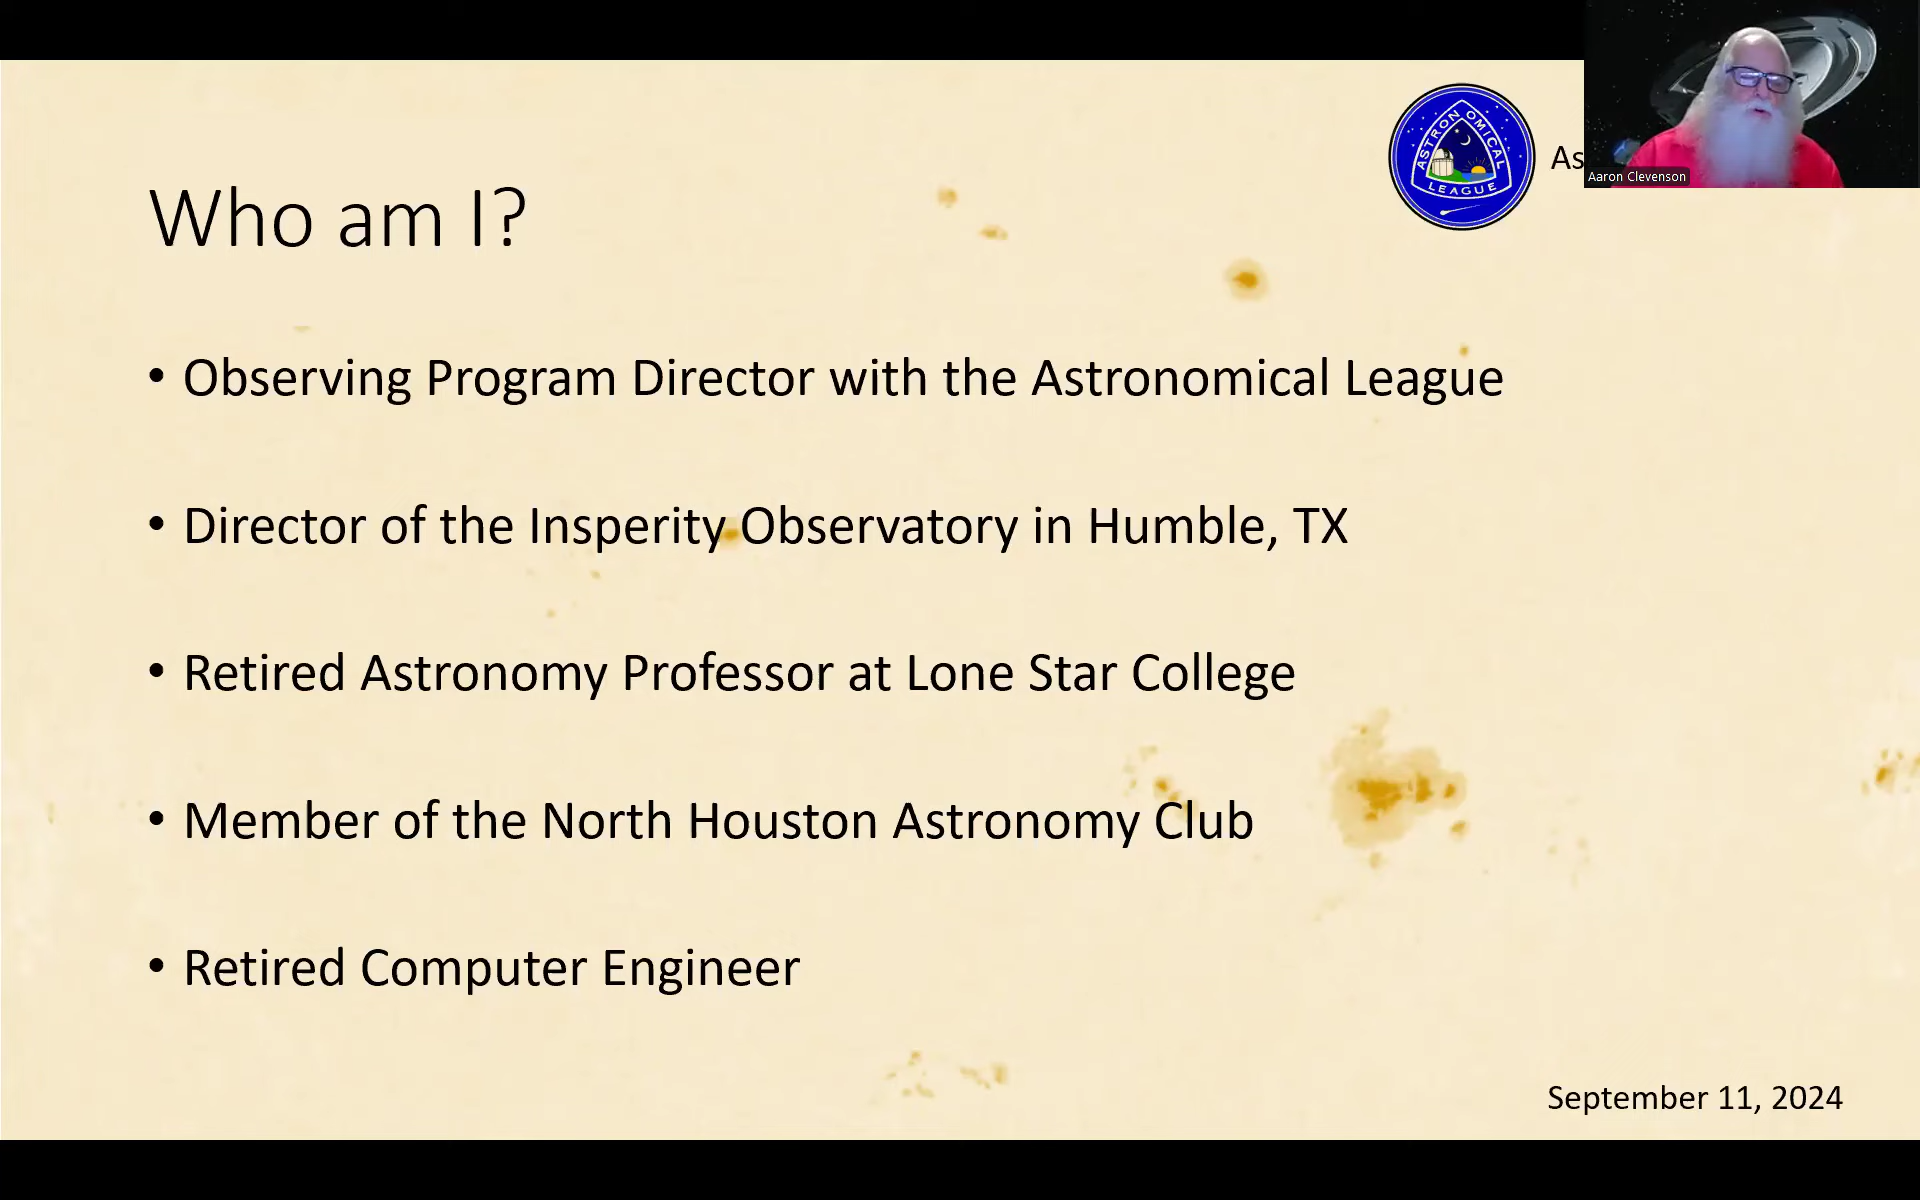 ASTRONOMICAL
LEAGUE
As
Aaron Clevenson
Who am I?
• Observing Program Director with the Astronomical League
• Director of the Insperity Observatory in Humble, TX
• Retired Astronomy Professor at Lone Star College
• Member of the North Houston Astronomy Club
• Retired Computer Engineer
September 11, 2024